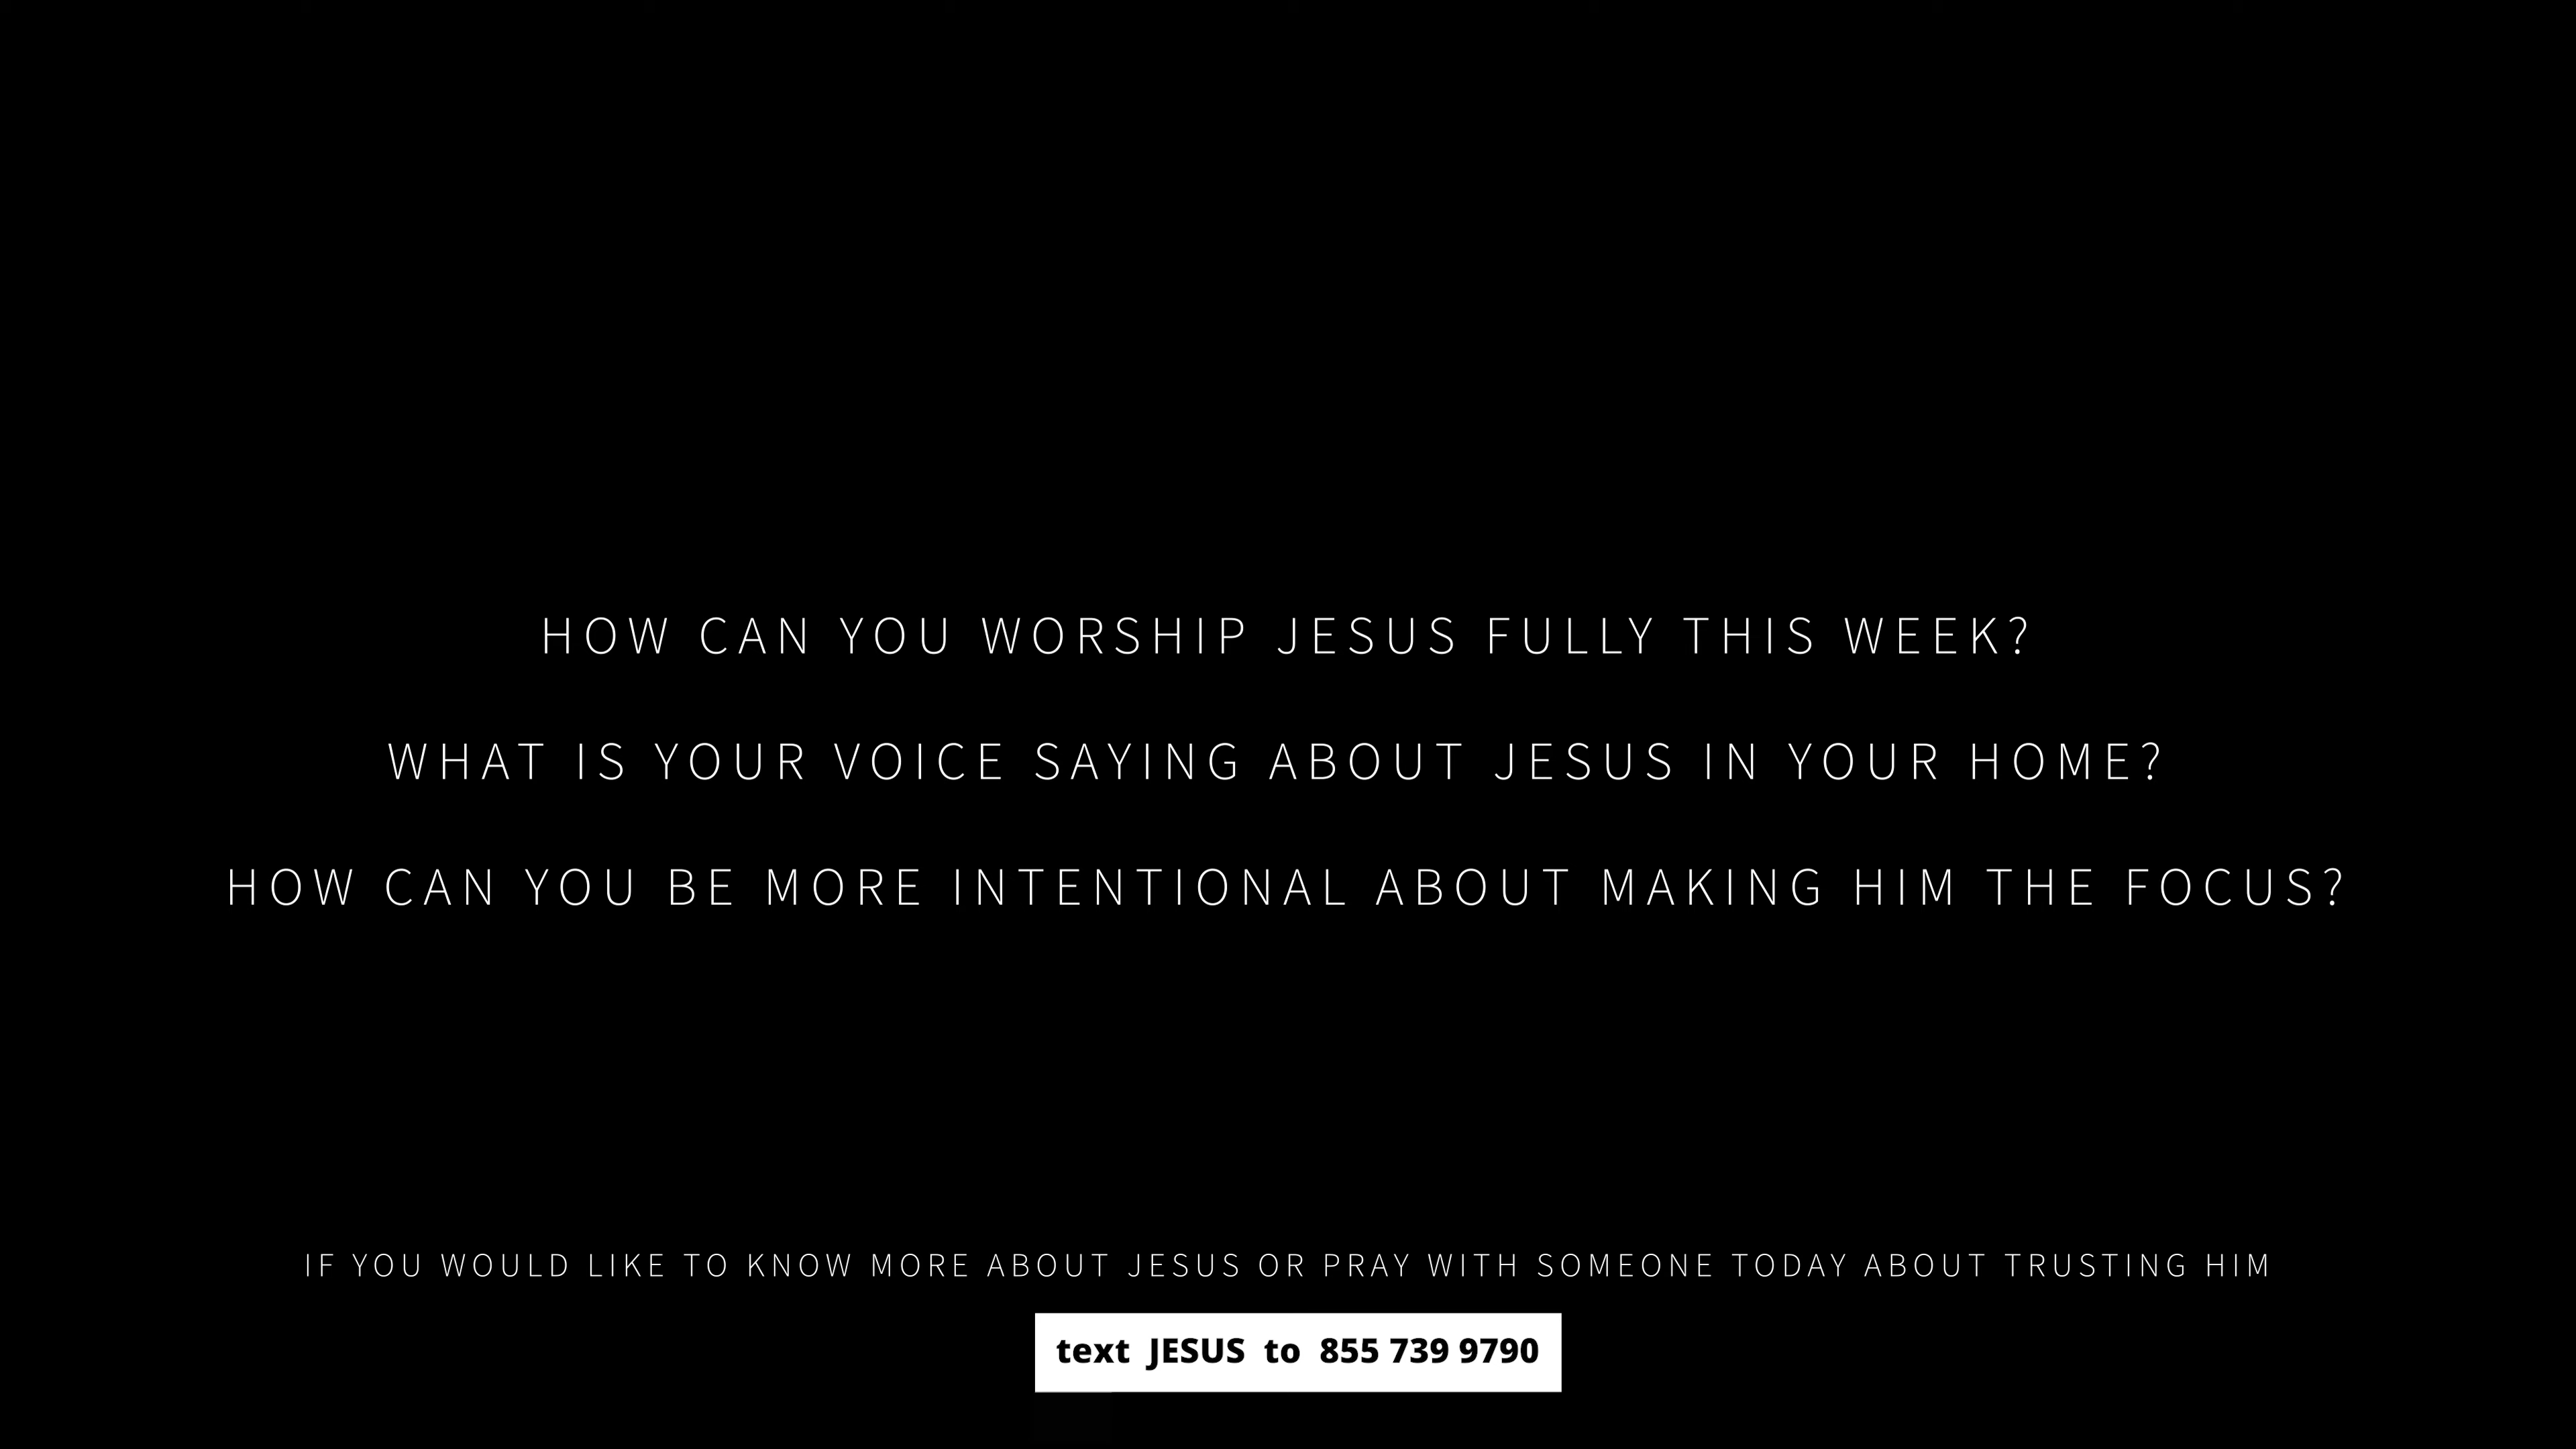 HOW CAN YOU WORSHIP JESUS FULLY THIS WEEK?
WHAT IS YOUR VOICE SAYING ABOUT JESUS IN YOUR HOME?
HOW CAN YOU BE MORE INTENTIONAL ABOUT MAKING HIM THE FOCUS?
IF YOU WOULD LIKE TO KNOW MORE ABOUT JESUS OR PRAY WITH SOMEONE TODAY ABOUT TRUSTING HIM
text JESUS to 855 739 9790